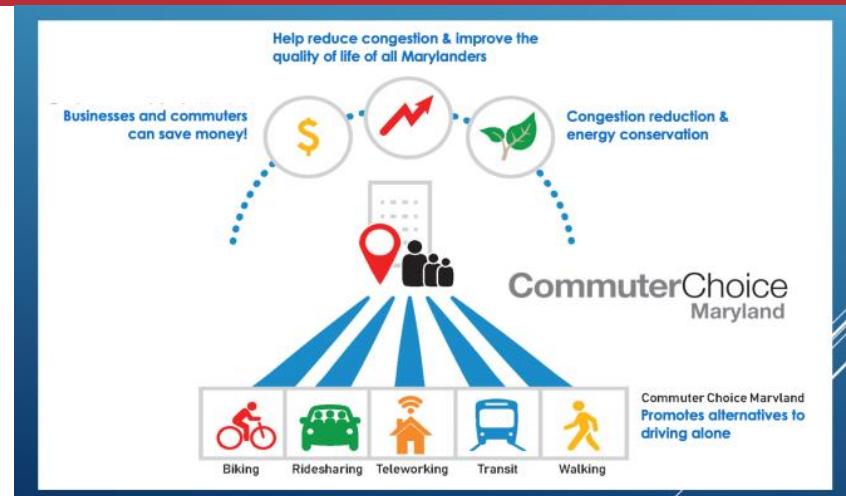 Help reduce congestion & improve the
quality of life of all Marylanders
Businesses and commuters
can save money!
$
Congestion reduction &
energy conservation
CommuterChoice
Maryland
Commuter Choice Maryland
Promotes alternatives to
driving alone
Biking Ridesharing Teleworking Transit Walking